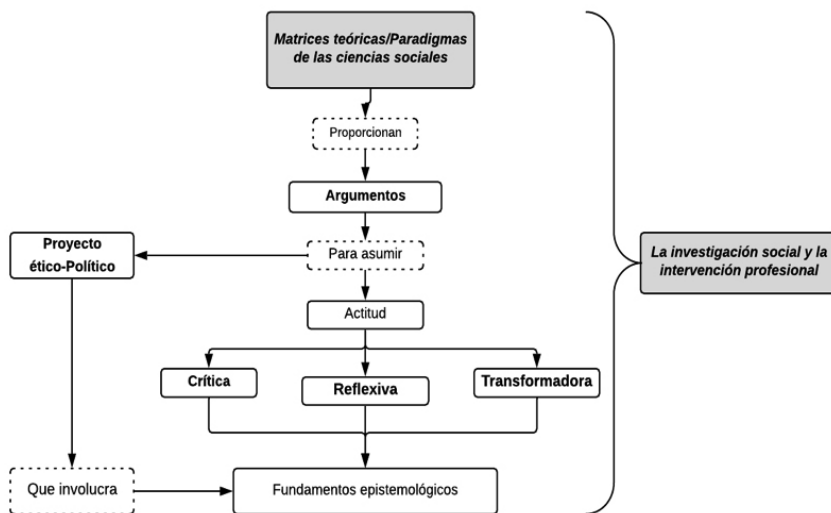 Matrices teóricas/Paradigmas
de las ciencias sociales
Proporcionan
Argumentos
Proyecto
ético-Político
Para asumir
La investigación social y la
intervención profesional
Actitud
Crítica
Reflexiva
Transformadora
Que involucra
Fundamentos epistemológicos